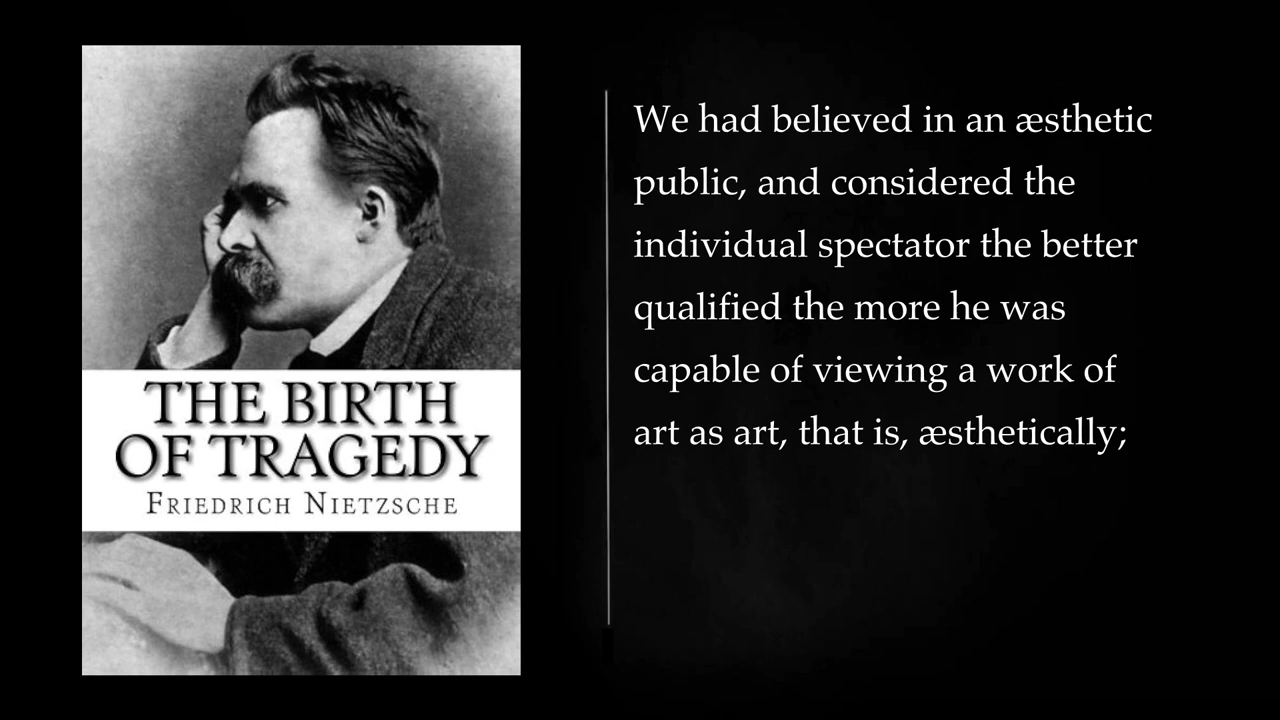 THE BIRTH
OF TRAGEDY
FRIEDRICH NIETZSCHE
We had believed in an æsthetic
public, and considered the
individual spectator the better
qualified the more he was
capable of viewing a work of
art as art, that is, æsthetically;